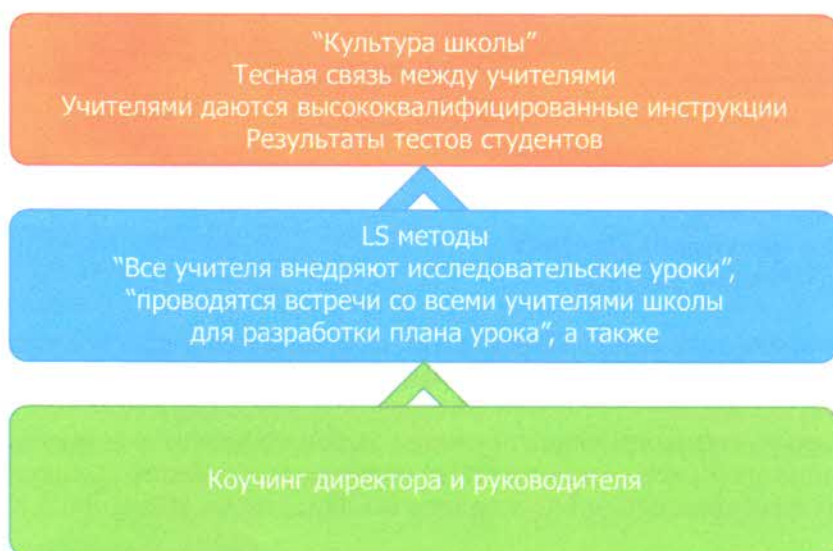 “Культура школы”
Тесная связь между учителями
Учителями даются высококвалифицированные инструкции
Результаты тестов студентов
LS методы
“Все учителя внедряют исследовательские уроки”,
“проводятся встречи со всеми учителями школы
для разработки плана урока”, а также
Коучинг директора и руководителя